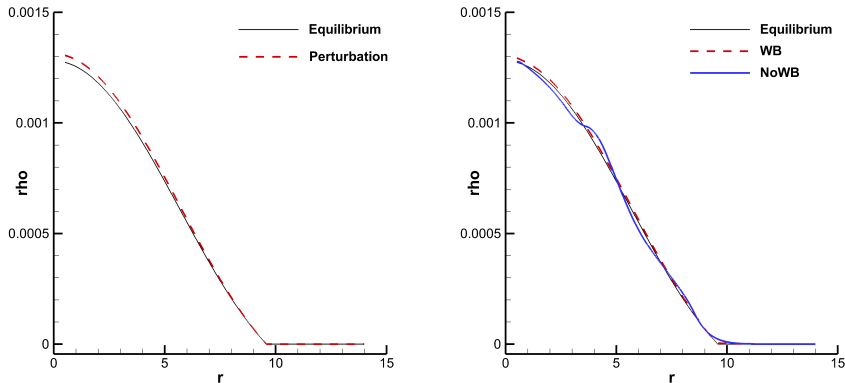 0.0015
Equilibrium
Perturbation
0.001
rho
0.0005
0
0 5 10 15
r
0.0015
Equilibrium
WB
NoWB
0.001
rho
0.0005
0
0 5 10 15
r